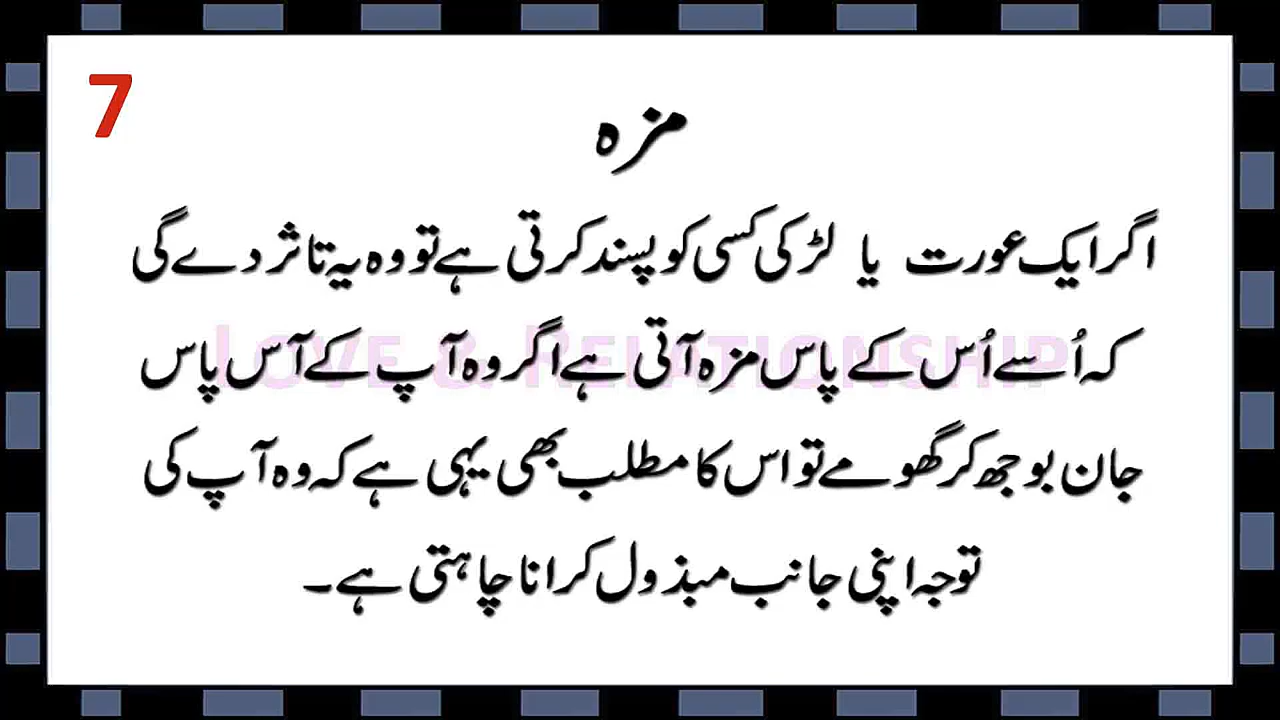 7
مزہ
اگر ایک عورت یا لڑکی کسی کو پسند کرتی ہے تو وہ یہ تاثر دے گی
کہ اُسے اُس کے پاس مزہ آتی ہے اگر وہ آپ کے آس پاس
LOVE & RELATIONSHIP
جان بوجھ کر گھومے تو اس کا مطلب بھی یہی ہے کہ وہ آپ کی
توجہ اپنی جانب مبذول کرانا چاہتی ہے۔